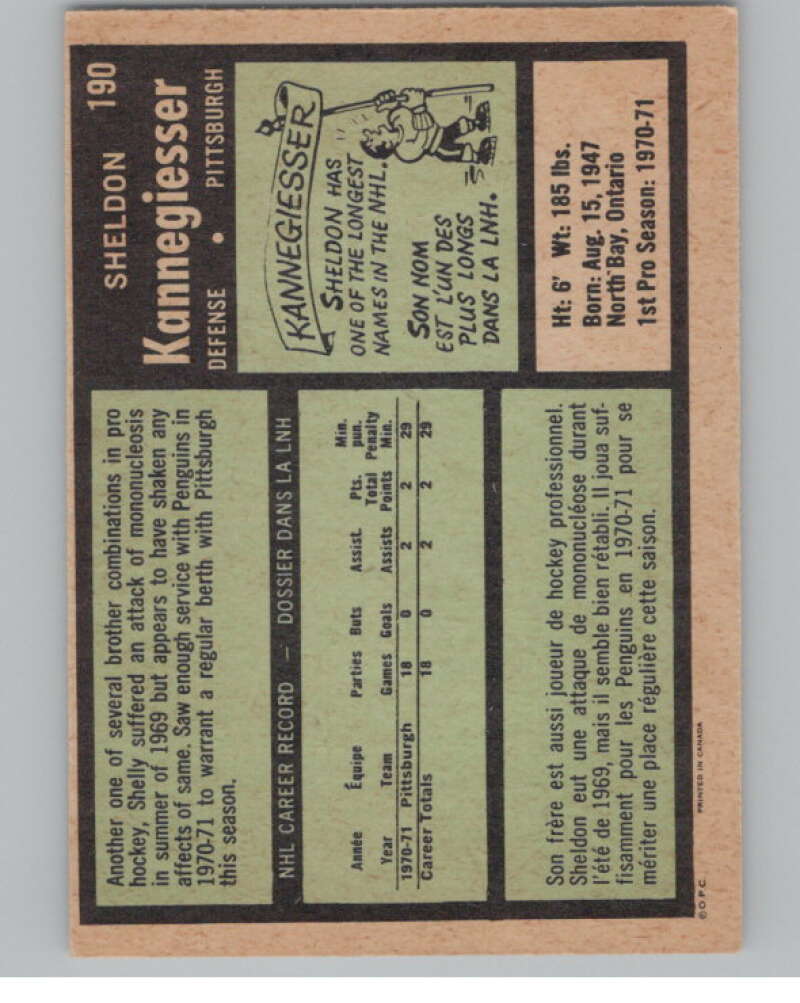 SHELDON 190
Kannegiesser
DEFENSE • PITTSBURGH
KANNEGIESSER
SHELDON HAS
ONE OF THE LONGEST
NAMES IN THE NHL.
SON NOM
EST L'UN DES
PLUS LONGS
DANS LA LNH.
Ht: 6' Wt: 185 lbs.
Born: Aug. 15, 1947
North Bay, Ontario
1st Pro Season: 1970-71
Another one of several brother combinations in pro
hockey, Shelly suffered an attack of mononucleosis
in summer of 1969 but appears to have shaken any
affects of same. Saw enough service with Penguins in
1970-71 to warrant a regular berth with Pittsburgh
this season.
NHL CAREER RECORD — DOSSIER DANS LA LNH
Min.
Pts. pun.
Année Équipe Parties Buts Assist. Total Penalty
Year Team Games Goals Assists Points Min.
1970-71 Pittsburgh 18 0 2 2 29
Career Totals 18 0 2 2 29
Son frère est aussi joueur de hockey professionnel.
Sheldon eut une attaque de mononucléose durant
l'été de 1969, mais il semble bien rétabli. Il joua suf-
fisamment pour les Penguins en 1970-71 pour se
mériter une place régulière cette saison.
© O.P.C. PRINTED IN CANADA